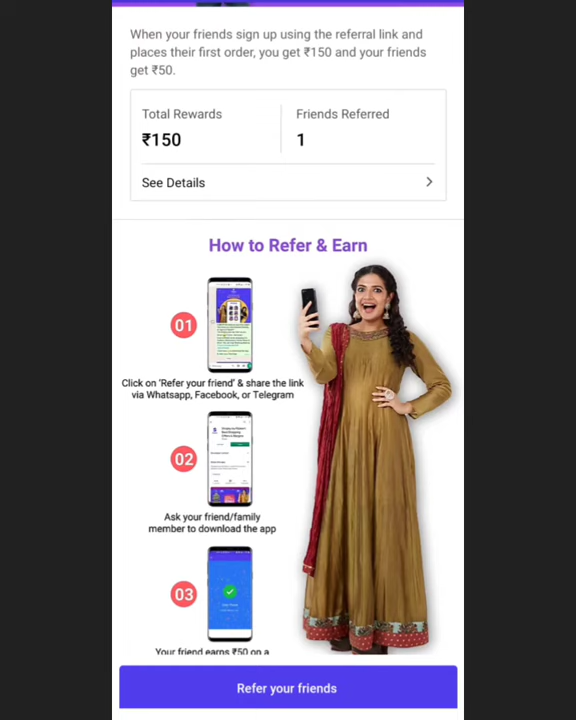 When your friends sign up using the referral link and
places their first order, you get ₹150 and your friends
get ₹50.
Total Rewards
Friends Referred
₹150
1
See Details
How to Refer & Earn
01
Click on 'Refer your friend' & share the link
via Whatsapp, Facebook, or Telegram
02
Ask your friend/family
member to download the app
03
Your friend earns ₹50 on a
Refer your friends